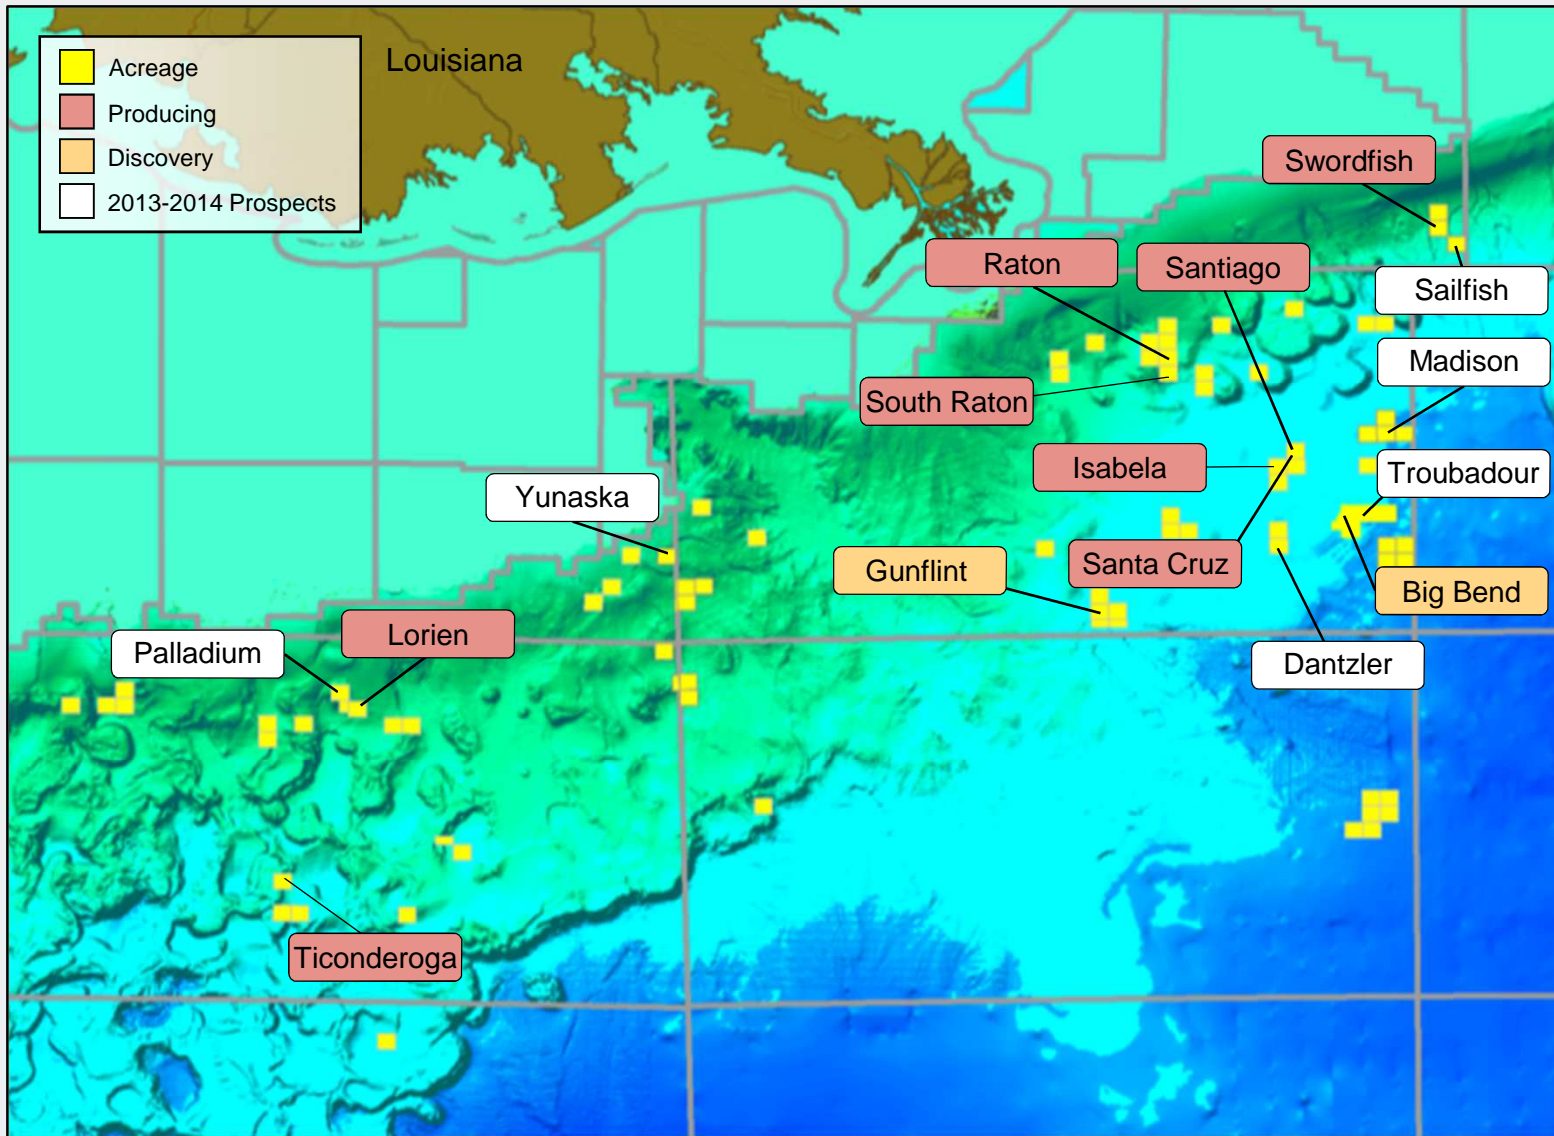 Louisiana
Acreage
Producing
Discovery
2013-2014 Prospects
Swordfish
Raton
Santiago
Sailfish
Madison
South Raton
Isabela
Troubadour
Yunaska
Gunflint
Santa Cruz
Big Bend
Lorien
Palladium
Dantzler
Ticonderoga